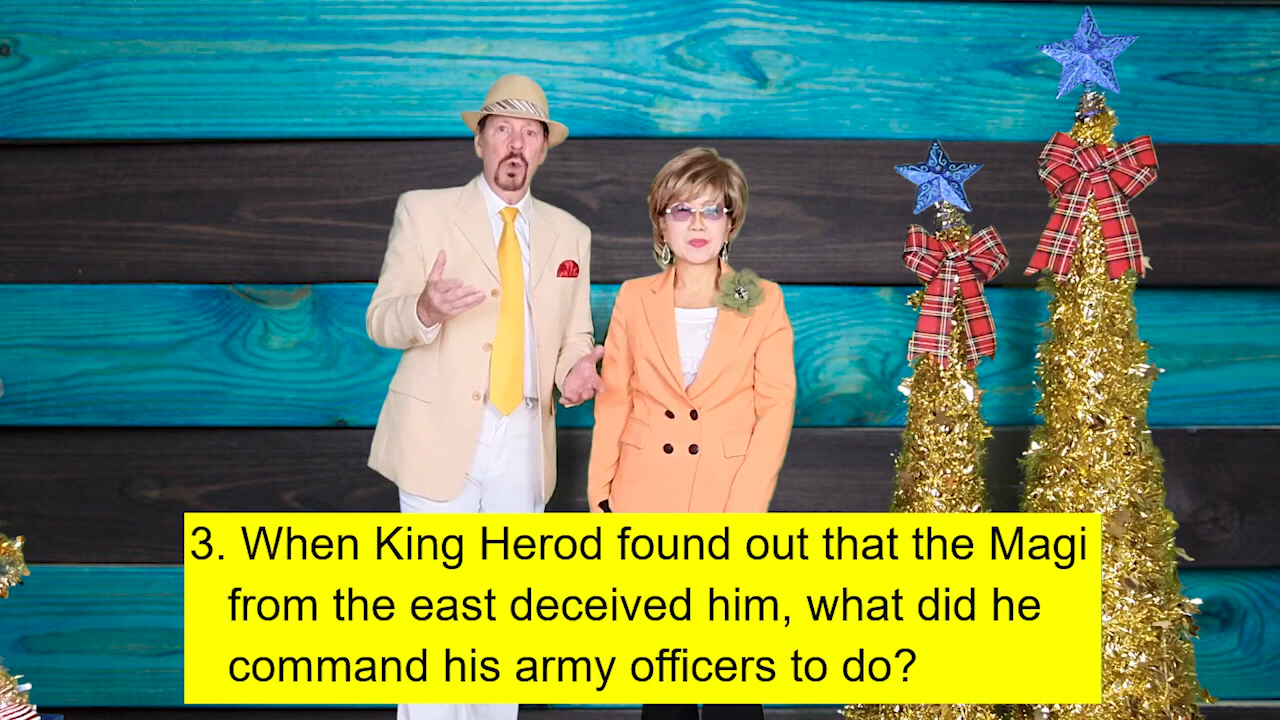 3. When King Herod found out that the Magi
from the east deceived him, what did he
command his army officers to do?